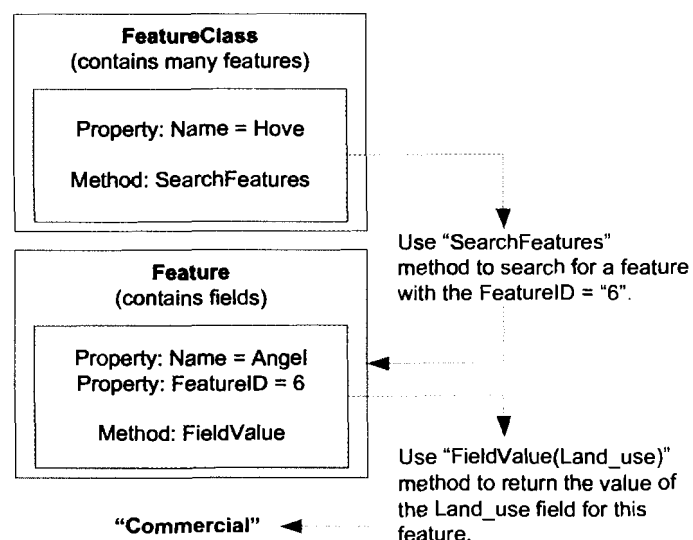 FeatureClass
(contains many features)
Property: Name = Hove
Method: SearchFeatures
Use “SearchFeatures”
method to search for a feature
with the FeatureID = “6”.
Feature
(contains fields)
Property: Name = Angel
Property: FeatureID = 6
Method: FieldValue
Use “FieldValue(Land_use)”
method to return the value of
the Land_use field for this
feature.
“Commercial”